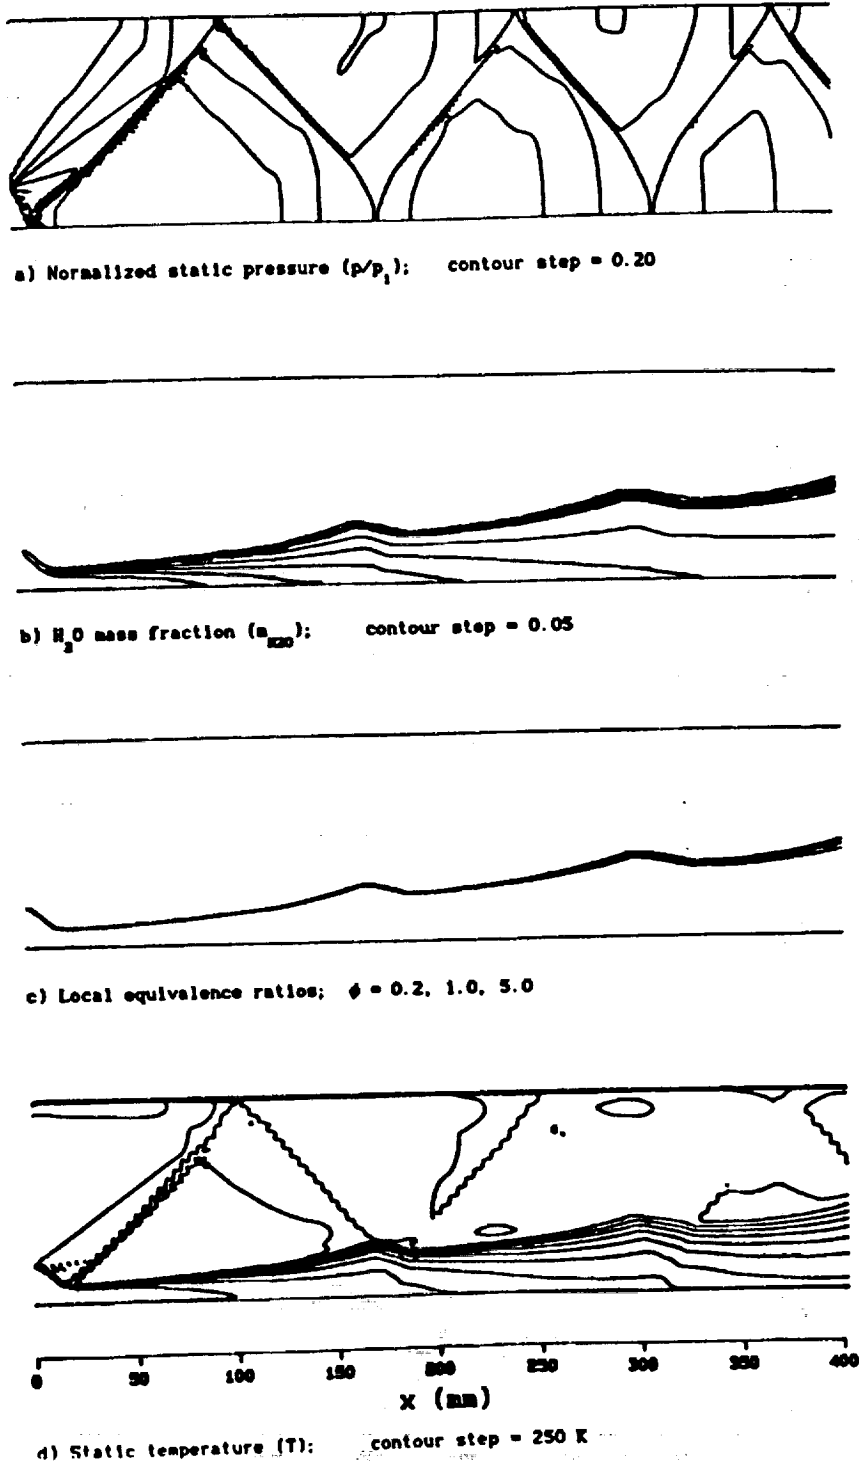 a) Normalized static pressure (p/p₁); contour step = 0.20
b) H₂O mass fraction (m_H2O); contour step = 0.05
c) Local equivalence ratios; ϕ = 0.2, 1.0, 5.0
0 50 100 150 200 250 300 350 400
x (mm)
d) Static temperature (T); contour step = 250 K